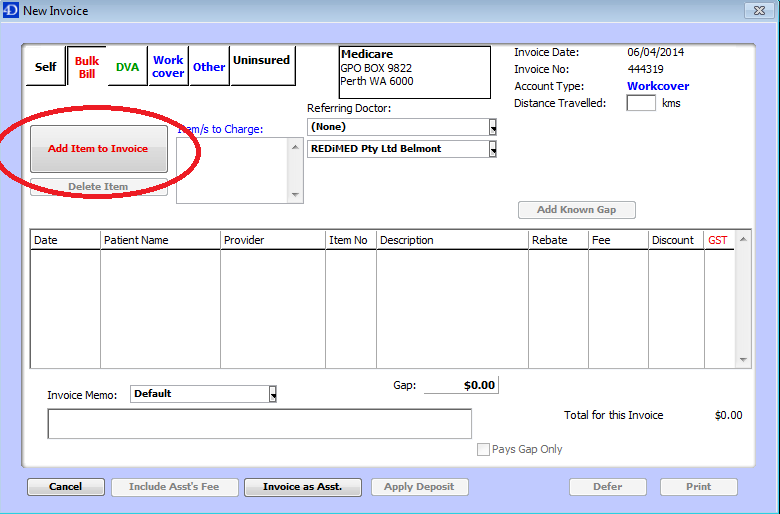 New Invoice
Self
Bulk
Bill
DVA
Work
cover
Other
Uninsured
Medicare
GPO BOX 9822
Perth WA 6000
Invoice Date: 06/04/2014
Invoice No: 444319
Account Type: Workcover
Distance Travelled: kms
Referring Doctor:
(None)
REDiMED Pty Ltd Belmont
Add Item to Invoice
Item/s to Charge:
Delete Item
Add Known Gap
Date Patient Name Provider Item No Description Rebate Fee Discount GST
Gap: $0.00
Invoice Memo: Default
Total for this Invoice $0.00
Pays Gap Only
Cancel Include Asst's Fee Invoice as Asst. Apply Deposit Defer Print